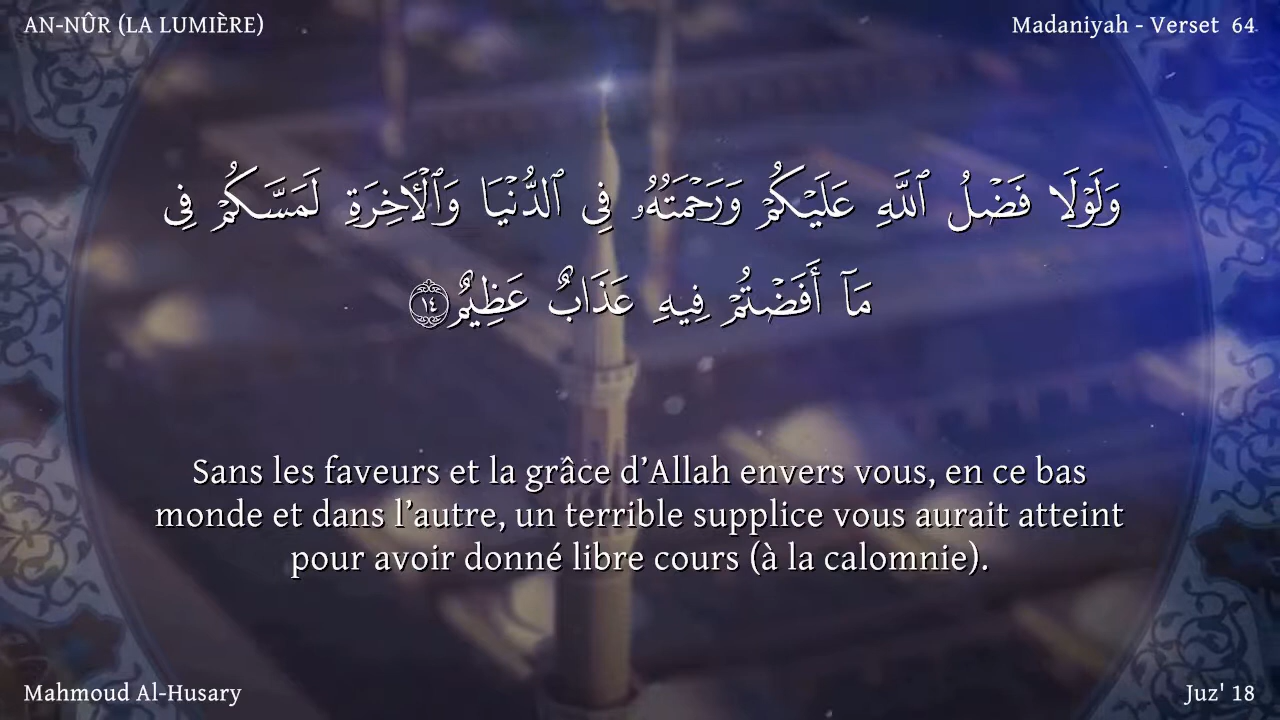 AN-NÛR (LA LUMIÈRE)
Madaniyah - Verset 64
وَلَوْلَا فَضْلُ ٱللَّهِ عَلَيْكُمْ وَرَحْمَتُهُۥ فِى ٱلدُّنْيَا وَٱلْـَٔاخِرَةِ لَمَسَّكُمْ فِى
مَآ أَفَضْتُمْ فِيهِ عَذَابٌ عَظِيمٌ ١٤
Sans les faveurs et la grâce d’Allah envers vous, en ce bas
monde et dans l’autre, un terrible supplice vous aurait atteint
pour avoir donné libre cours (à la calomnie).
Mahmoud Al-Husary
Juz' 18